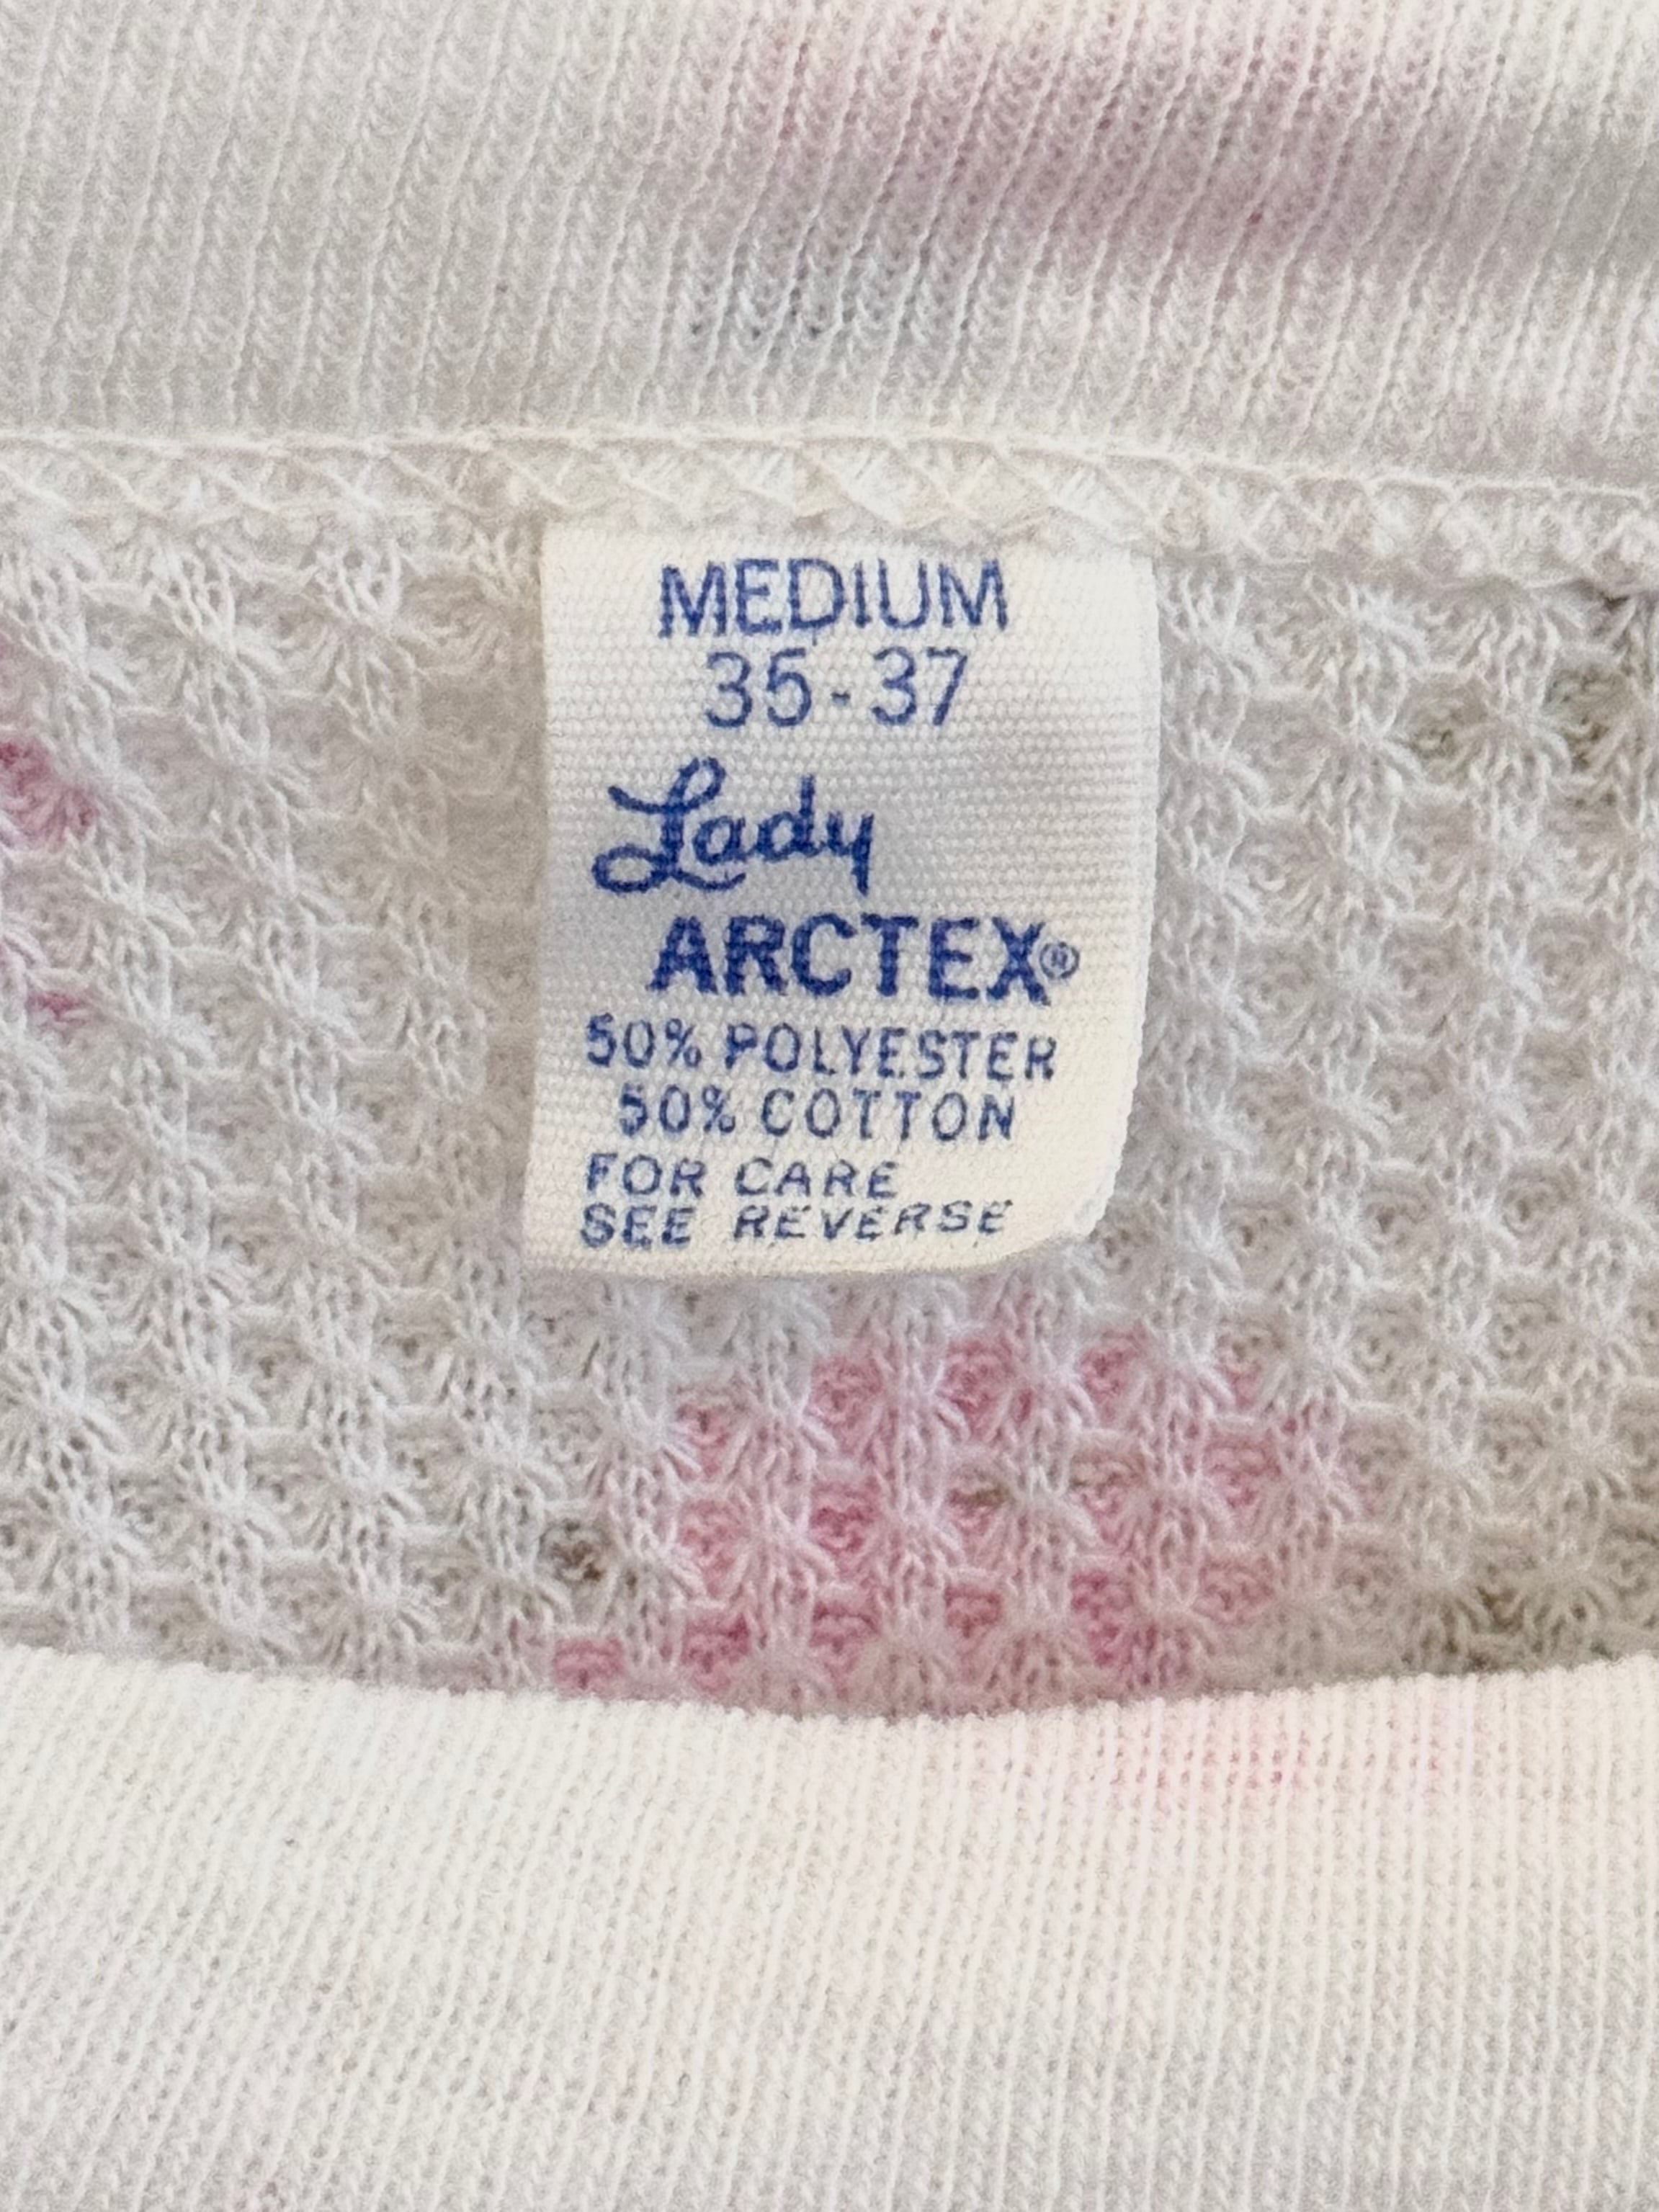 MEDIUM
35-37
Lady
ARCTEX®
50% POLYESTER
50% COTTON
FOR CARE
SEE REVERSE